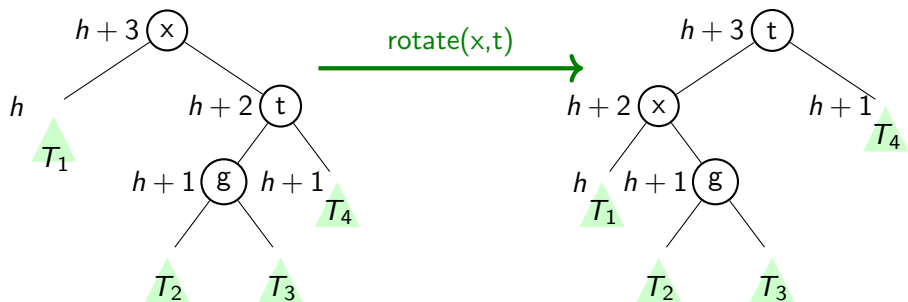 h + 3 x
rotate(x,t)
h + 3 t
h
h + 2 t
h + 2 x
h + 1
T₁
T₄
h + 1 g
h + 1
h
h + 1 g
T₄
T₁
T₂
T₃
T₂
T₃